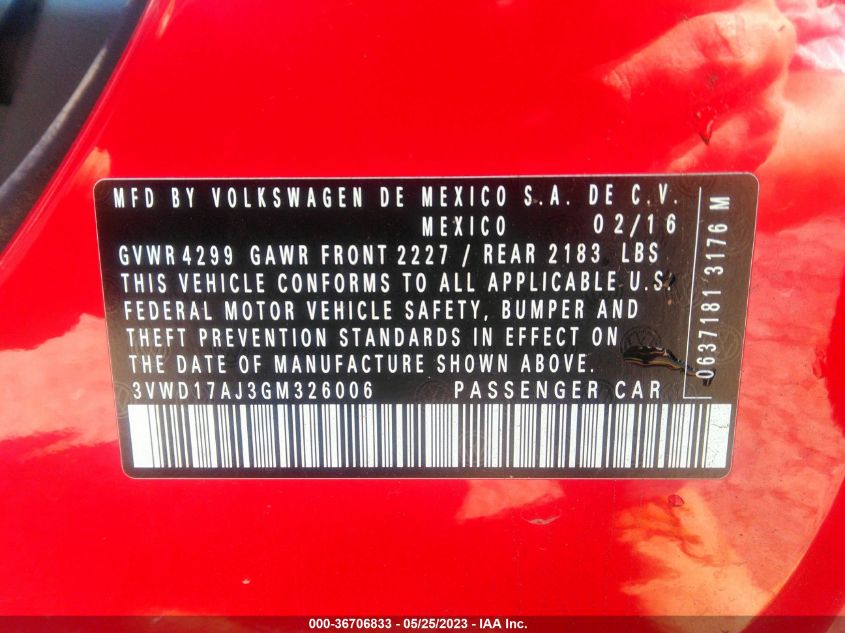 MFD BY VOLKSWAGEN DE MEXICO S.A. DE C.V.
MEXICO 02/16
GVWR 4299 GAWR FRONT 2227 / REAR 2183 LBS
THIS VEHICLE CONFORMS TO ALL APPLICABLE U.S.
FEDERAL MOTOR VEHICLE SAFETY, BUMPER AND
THEFT PREVENTION STANDARDS IN EFFECT ON
THE DATE OF MANUFACTURE SHOWN ABOVE.
3VWD17AJ3GM326006 PASSENGER CAR
0637181 3176 M
000-36706833 - 05/25/2023 - IAA Inc.